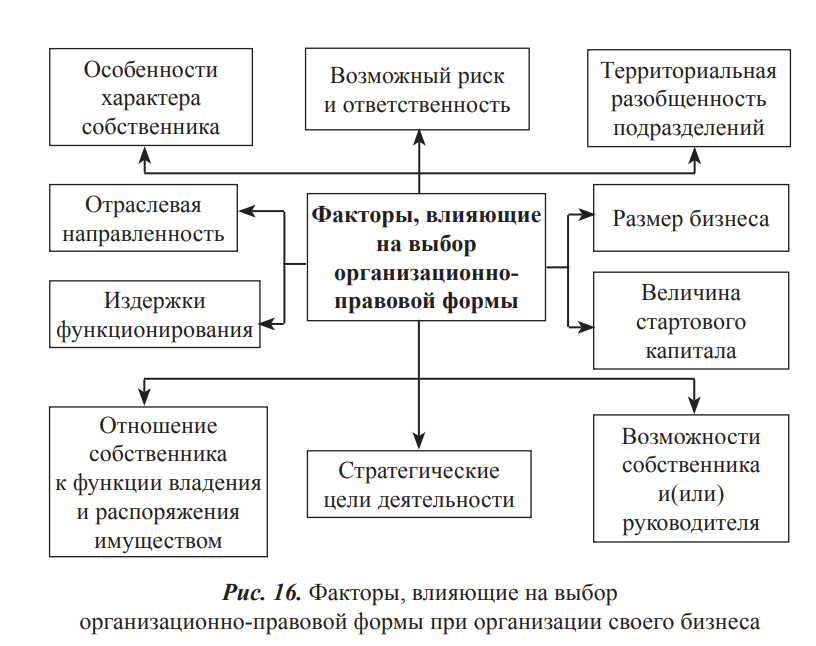 Особенности
характера
собственника
Возможный риск
и ответственность
Территориальная
разобщенность
подразделений
Отраслевая
направленность
Факторы, влияющие
на выбор
организационно-
правовой формы
Размер бизнеса
Издержки
функционирования
Величина
стартового
капитала
Отношение
собственника
к функции владения
и распоряжения
имуществом
Стратегические
цели деятельности
Возможности
собственника
и(или)
руководителя
Рис. 16. Факторы, влияющие на выбор
организационно-правовой формы при организации своего бизнеса